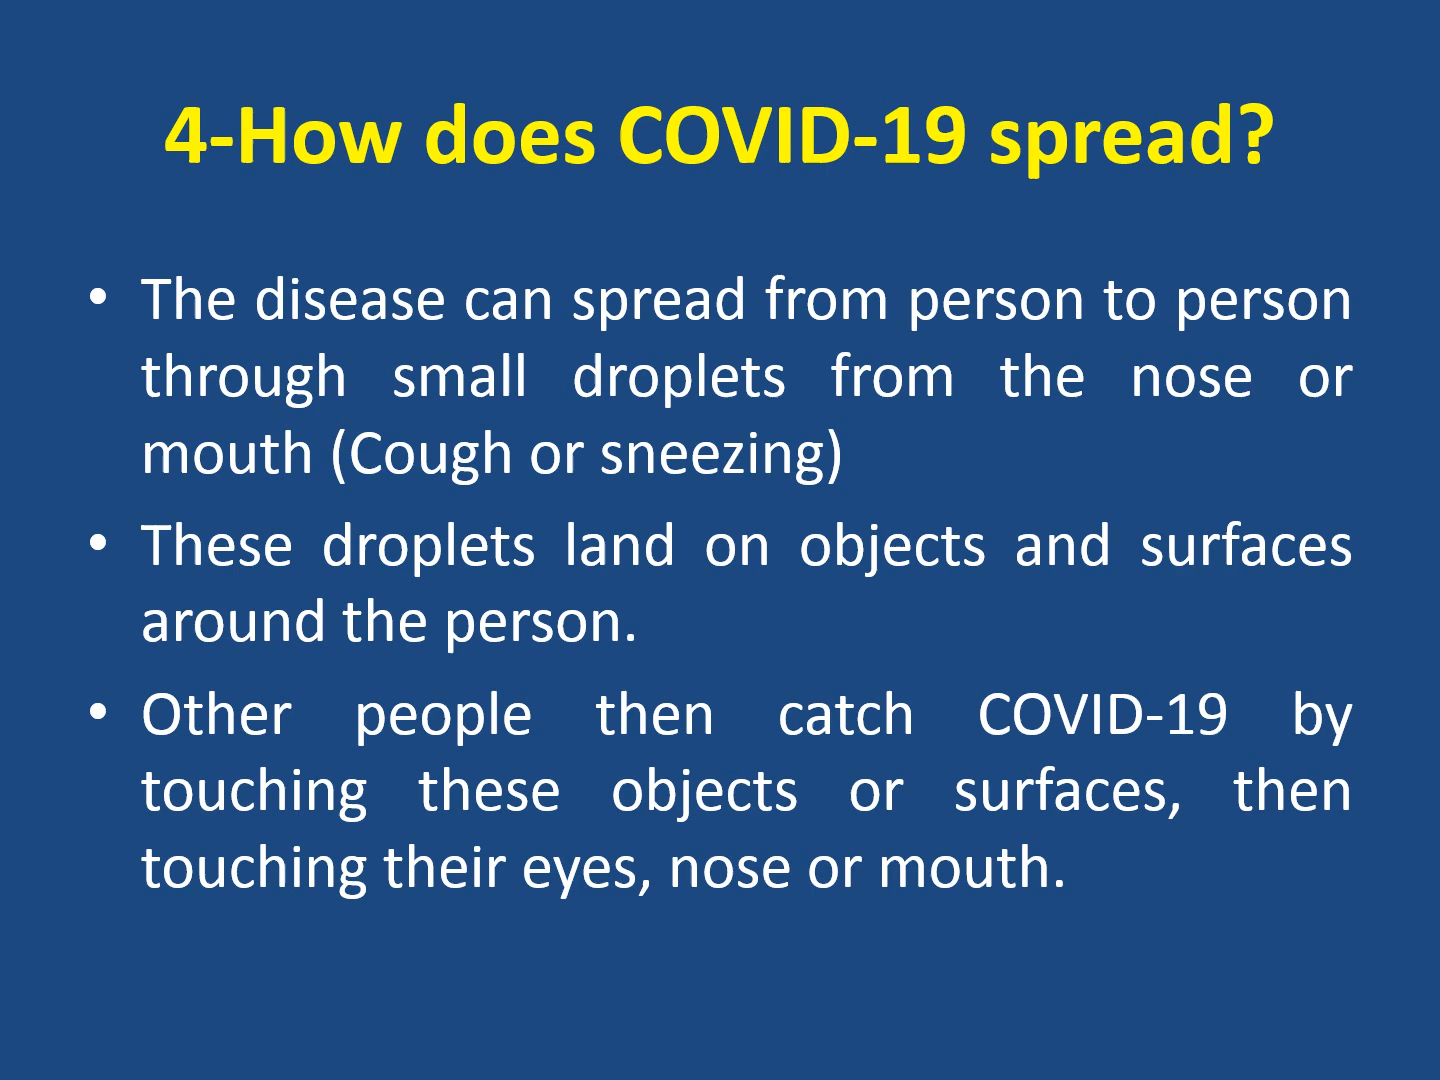 4-How does COVID-19 spread?
• The disease can spread from person to person
through small droplets from the nose or
mouth (Cough or sneezing)
• These droplets land on objects and surfaces
around the person.
• Other people then catch COVID-19 by
touching these objects or surfaces, then
touching their eyes, nose or mouth.